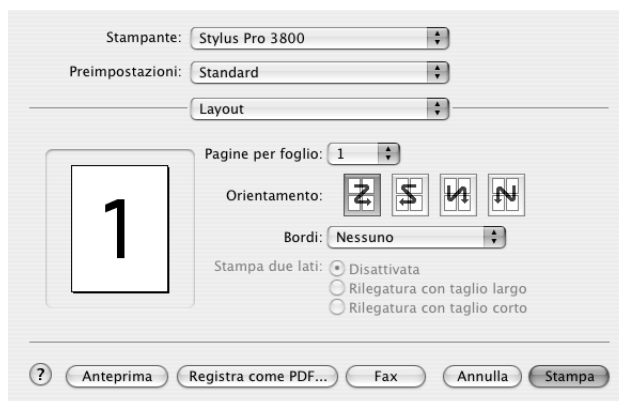 Stampante: Stylus Pro 3800
Preimpostazioni: Standard
Layout
Pagine per foglio: 1
1
Orientamento:
Bordi: Nessuno
Stampa due lati: Disattivata
Rilegatura con taglio largo
Rilegatura con taglio corto
? Anteprima Registra come PDF... Fax Annulla Stampa